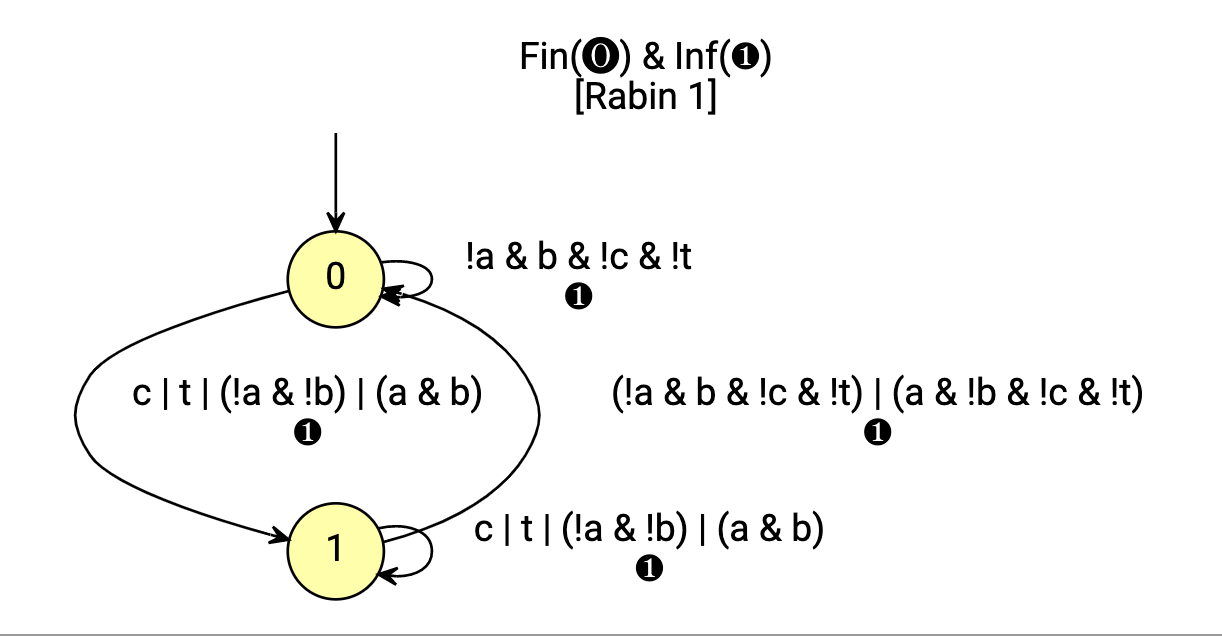 Fin(⓿) & Inf(❶)
[Rabin 1]
0
!a & b & !c & !t
❶
c | t | (!a & !b) | (a & b)
❶
(!a & b & !c & !t) | (a & !b & !c & !t)
❶
1
c | t | (!a & !b) | (a & b)
❶